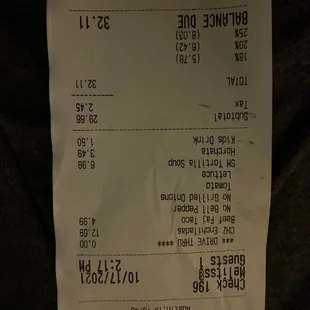 Check 196
Melissa 10/17/2021
Guests 1 2:17 PM
*** DRIVE THRU **** 0.00
CHZ Enchiladas 12.69
Beef Faj Taco 4.99
No Bell Pepper
No Grilled Onions
Tomato
Lettuce
SM Tortilla Soup 6.99
Horchata 3.49
Kids Drink 1.50
Subtotal 29.66
Tax 2.45
TOTAL 32.11
18% (5.78)
20% (6.42)
25% (8.03)
BALANCE DUE 32.11